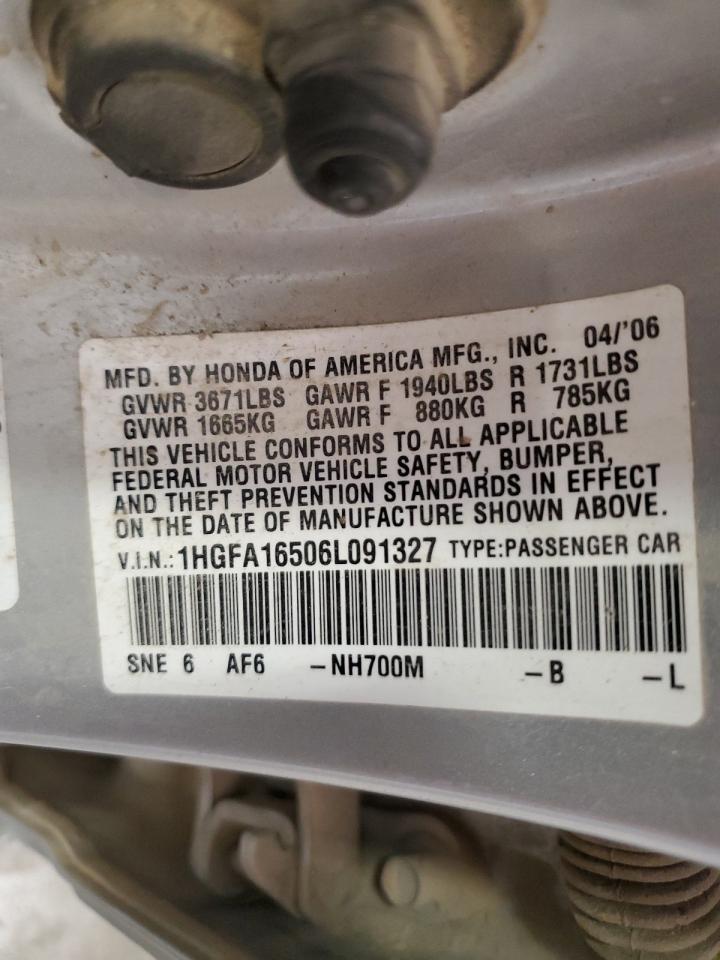 MFD. BY HONDA OF AMERICA MFG., INC. 04/'06
GVWR 3671LBS GAWR F 1940LBS R 1731LBS
GVWR 1665KG GAWR F 880KG R 785KG
THIS VEHICLE CONFORMS TO ALL APPLICABLE
FEDERAL MOTOR VEHICLE SAFETY, BUMPER,
AND THEFT PREVENTION STANDARDS IN EFFECT
ON THE DATE OF MANUFACTURE SHOWN ABOVE.
V.I.N.: 1HGFA16506L091327 TYPE:PASSENGER CAR
SNE 6 AF6 -NH700M -B -L